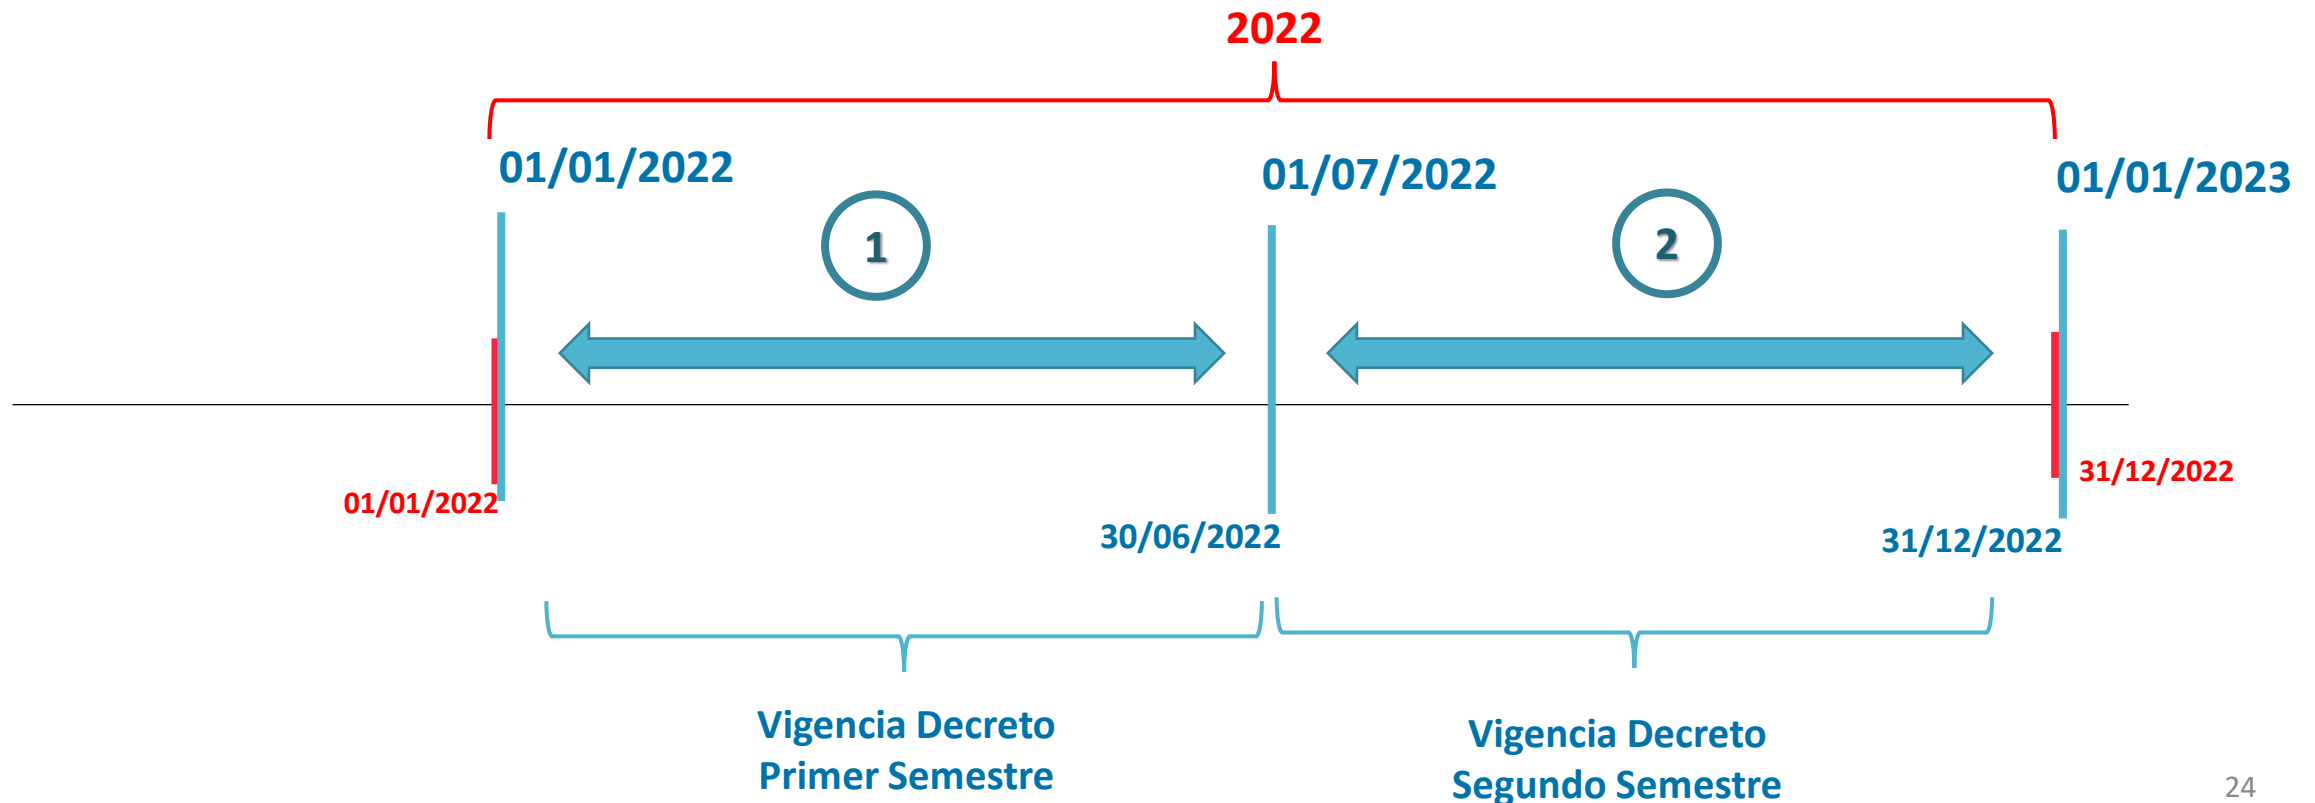 2022
01/01/2022
01/07/2022
01/01/2023
1
2
01/01/2022
31/12/2022
30/06/2022
31/12/2022
Vigencia Decreto
Primer Semestre
Vigencia Decreto
Segundo Semestre
24